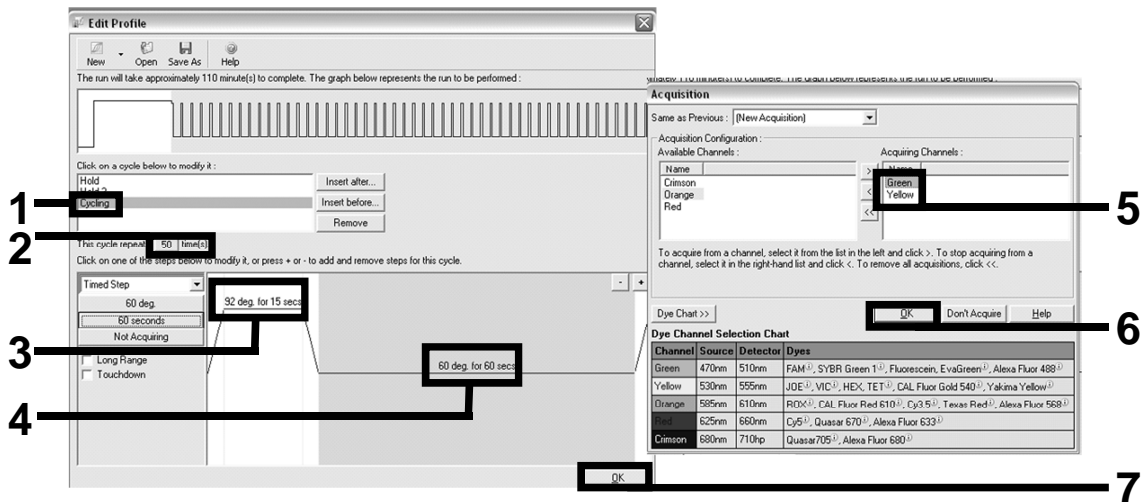 Edit Profile
New Open Save As Help
The run will take approximately 110 minute(s) to complete. The graph below represents the run to be performed :
Click on a cycle below to modify it :
Hold
Hold 2
Cycling
Insert after...
Insert before...
Remove
This cycle repeats 50 time(s)
Click on one of the steps below to modify it, or press + or - to add and remove steps for this cycle.
Timed Step
60 deg.
60 seconds
Not Acquiring
Long Range
Touchdown
92 deg. for 15 secs
60 deg. for 60 secs
- +
OK
Acquisition
Same as Previous : (New Acquisition)
Acquisition Configuration :
Available Channels :
Name
Crimson
Orange
Red
>
<
<<
Acquiring Channels :
Name
Green
Yellow
To acquire from a channel, select it from the list in the left and click >. To stop acquiring from a
channel, select it in the right-hand list and click <. To remove all acquisitions, click <<.
Dye Chart >> OK Don't Acquire Help
Dye Channel Selection Chart
Channel Source Detector Dyes
Green 470nm 510nm FAM, SYBR Green 1, Fluorescein, EvaGreen, Alexa Fluor 488
Yellow 530nm 555nm JOE, VIC, HEX, TET, CAL Fluor Gold 540, Yakima Yellow
Orange 585nm 610nm ROX, CAL Fluor Red 610, Cy3.5, Texas Red, Alexa Fluor 568
Red 625nm 660nm Cy5, Quasar 670, Alexa Fluor 633
Crimson 680nm 710hp Quasar705, Alexa Fluor 680
1
2
3
4
5
6
7